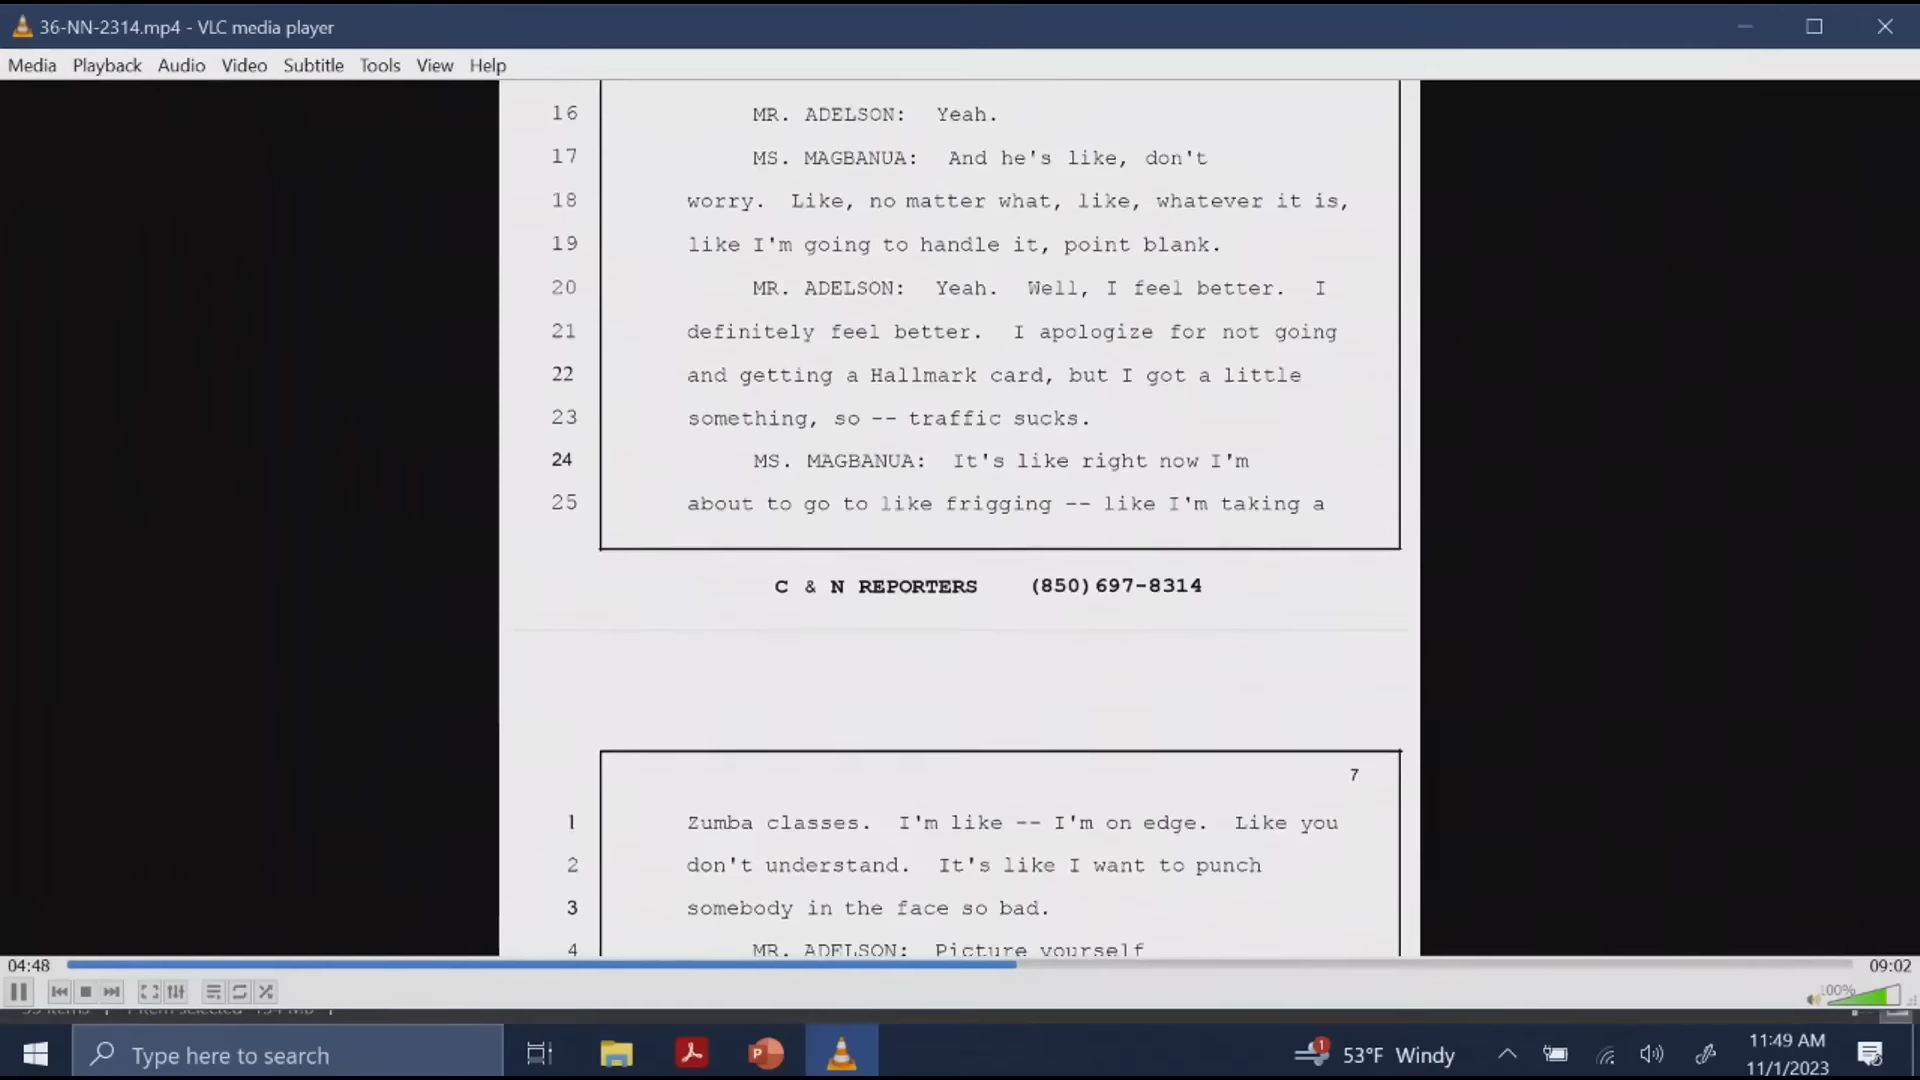 36-NN-2314.mp4 - VLC media player
Media Playback Audio Video Subtitle Tools View Help
16 MR. ADELSON: Yeah.
17 MS. MAGBANUA: And he's like, don't
18 worry. Like, no matter what, like, whatever it is,
19 like I'm going to handle it, point blank.
20 MR. ADELSON: Yeah. Well, I feel better. I
21 definitely feel better. I apologize for not going
22 and getting a Hallmark card, but I got a little
23 something, so -- traffic sucks.
24 MS. MAGBANUA: It's like right now I'm
25 about to go to like frigging -- like I'm taking a
C & N REPORTERS (850)697-8314
7
1 Zumba classes. I'm like -- I'm on edge. Like you
2 don't understand. It's like I want to punch
3 somebody in the face so bad.
4 MR. ADELSON: Picture yourself
04:48 09:02
100%
Type here to search
1
53°F Windy
11:49 AM
11/1/2023